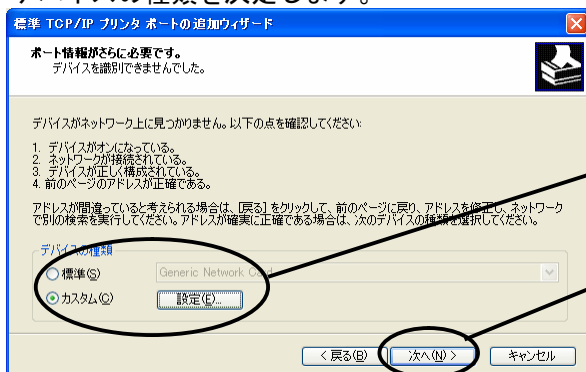 デバイスの種類を決定します。
標準 TCP/IP プリンタ ポートの追加ウィザード
ポート情報がさらに必要です。
デバイスを識別できませんでした。
デバイスがネットワーク上に見つかりません。以下の点を確認してください:
1. デバイスがオンになっている。
2. ネットワークが接続されている。
3. デバイスが正しく構成されている。
4. 前のページのアドレスが正確である。
アドレスが間違っていると考えられる場合は、[戻る] をクリックして、前のページに戻り、アドレスを修正し、ネットワーク
で別の検索を実行してください。アドレスが確実に正確である場合は、次のデバイスの種類を選択してください。
デバイスの種類
標準(S) Generic Network Card
カスタム(C) 設定(E)...
< 戻る(B) 次へ(N) > キャンセル